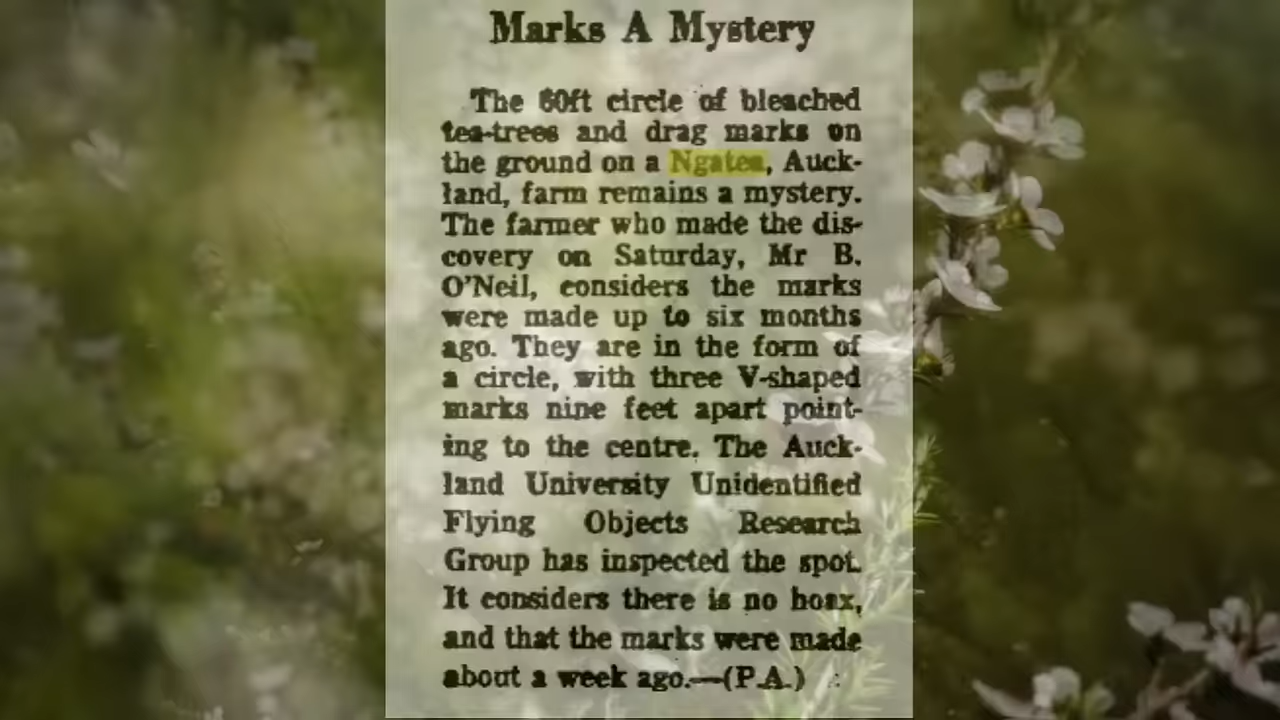 Marks A Mystery
The 60ft circle of bleached
tea-trees and drag marks on
the ground on a Ngatea, Auck-
land, farm remains a mystery.
The farmer who made the dis-
covery on Saturday, Mr B.
O'Neil, considers the marks
were made up to six months
ago. They are in the form of
a circle, with three V-shaped
marks nine feet apart point-
ing to the centre. The Auck-
land University Unidentified
Flying Objects Research
Group has inspected the spot.
It considers there is no hoax,
and that the marks were made
about a week ago.—(P.A.)